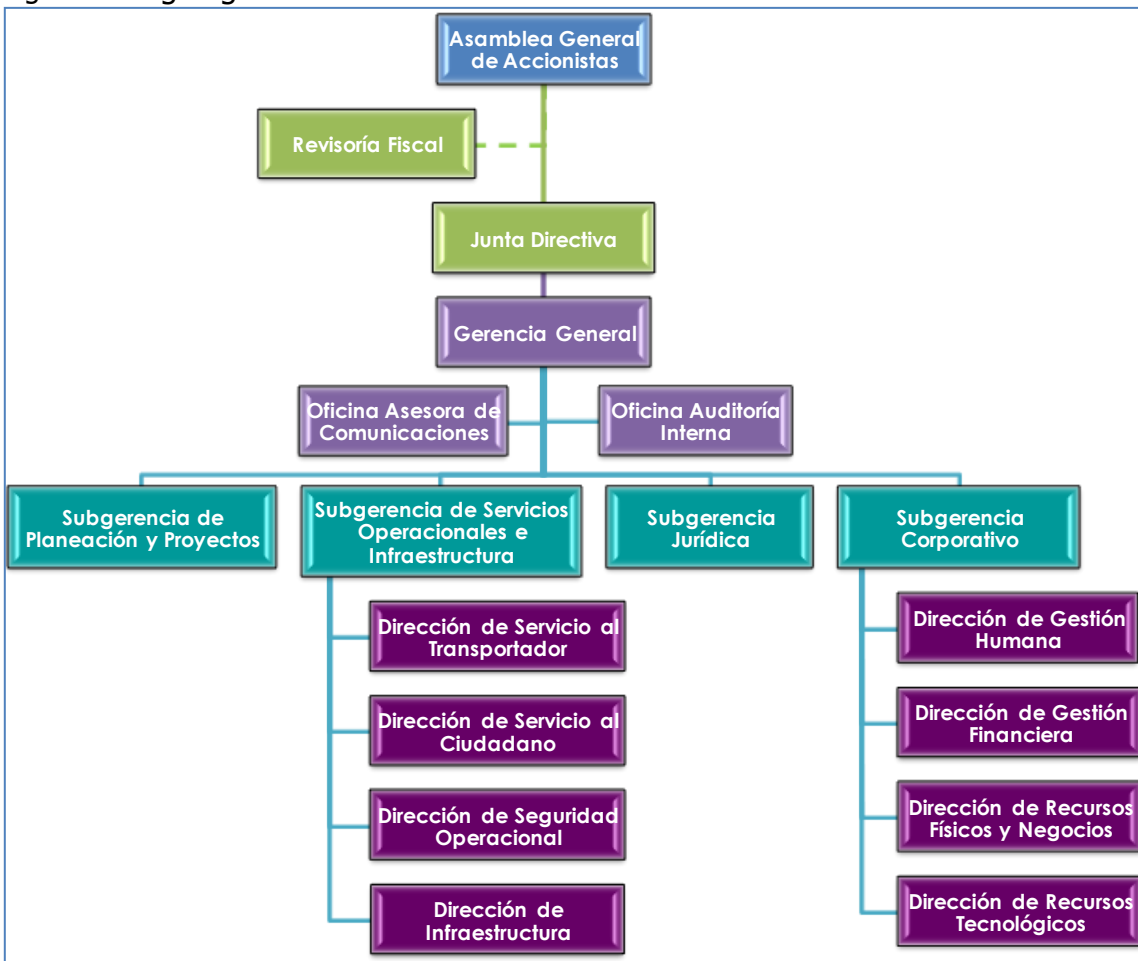 Asamblea General
de Accionistas
Revisoría Fiscal
Junta Directiva
Gerencia General
Oficina Asesora de
Comunicaciones
Oficina Auditoría
Interna
Subgerencia de
Planeación y Proyectos
Subgerencia de Servicios
Operacionales e
Infraestructura
Subgerencia
Jurídica
Subgerencia
Corporativo
Dirección de Servicio al
Transportador
Dirección de Servicio al
Ciudadano
Dirección de Seguridad
Operacional
Dirección de
Infraestructura
Dirección de Gestión
Humana
Dirección de Gestión
Financiera
Dirección de Recursos
Físicos y Negocios
Dirección de Recursos
Tecnológicos